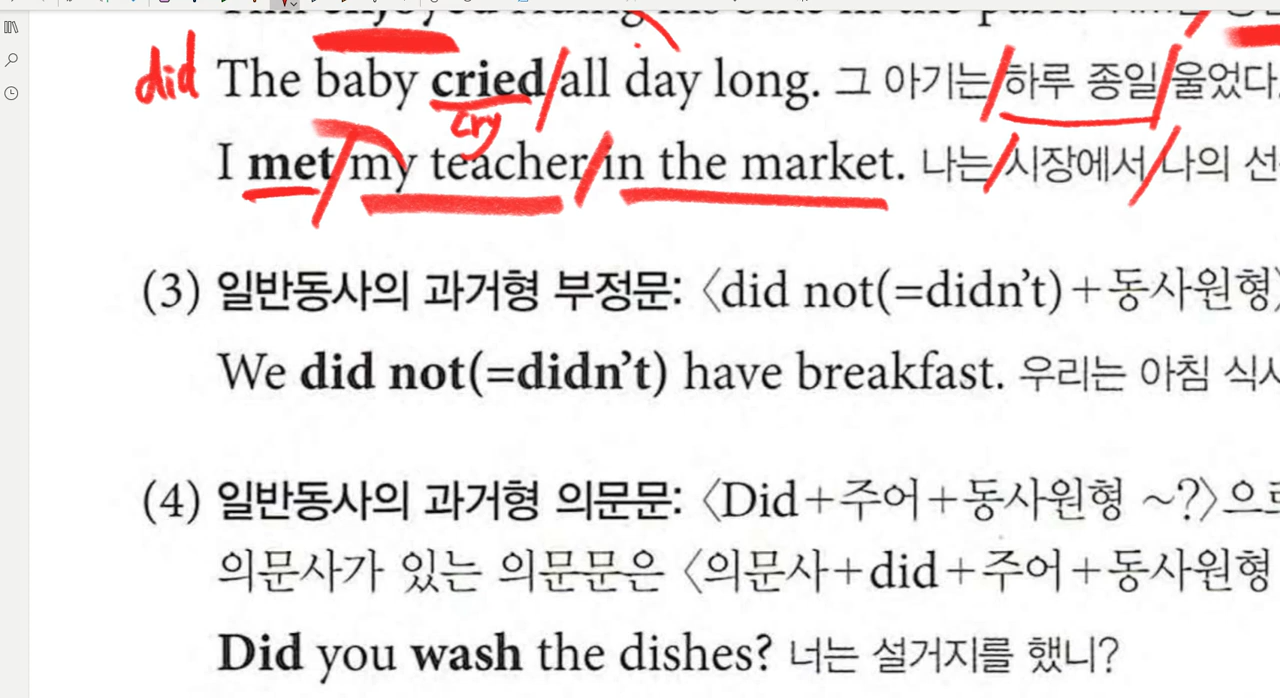 did The baby cried/all day long. 그 아기는/하루 종일/울었다.
cry
I met/my teacher/in the market. 나는/시장에서/나의 선
(3) 일반동사의 과거형 부정문: 〈did not(=didn't)+동사원형〉
We did not(=didn't) have breakfast. 우리는 아침 식사
(4) 일반동사의 과거형 의문문: 〈Did+주어+동사원형 ~?〉으로
의문사가 있는 의문문은 〈의문사+did+주어+동사원형
Did you wash the dishes? 너는 설거지를 했니?